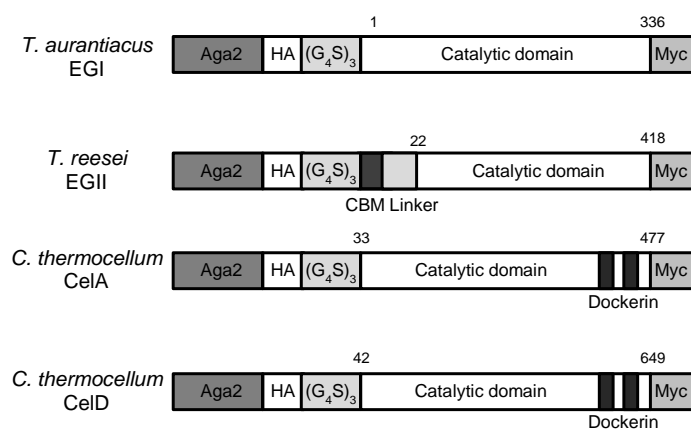 1 336
T. aurantiacus
EGI
Aga2 HA (G4S)3 Catalytic domain Myc
22 418
T. reesei
EGII
Aga2 HA (G4S)3 Catalytic domain Myc
CBM Linker
33 477
C. thermocellum
CelA
Aga2 HA (G4S)3 Catalytic domain Myc
Dockerin
42 649
C. thermocellum
CelD
Aga2 HA (G4S)3 Catalytic domain Myc
Dockerin